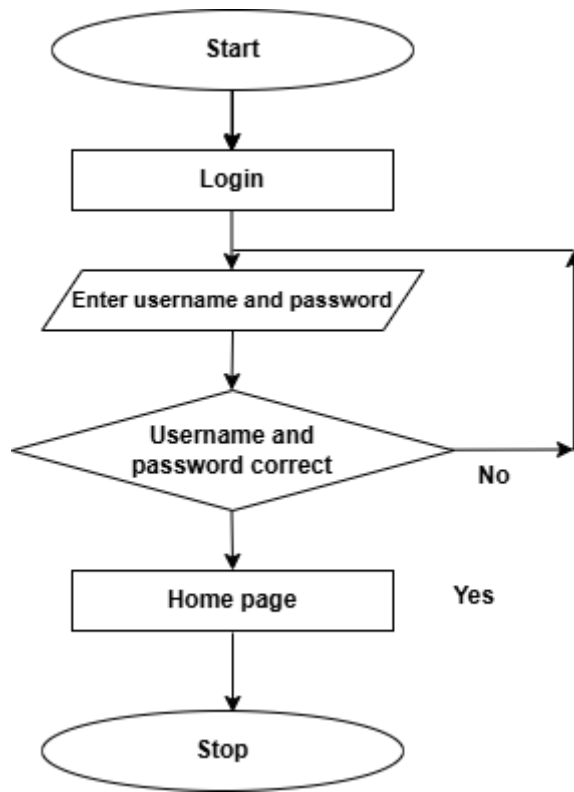 Start
Login
Enter username and password
Username and
password correct
No
Home page
Yes
Stop